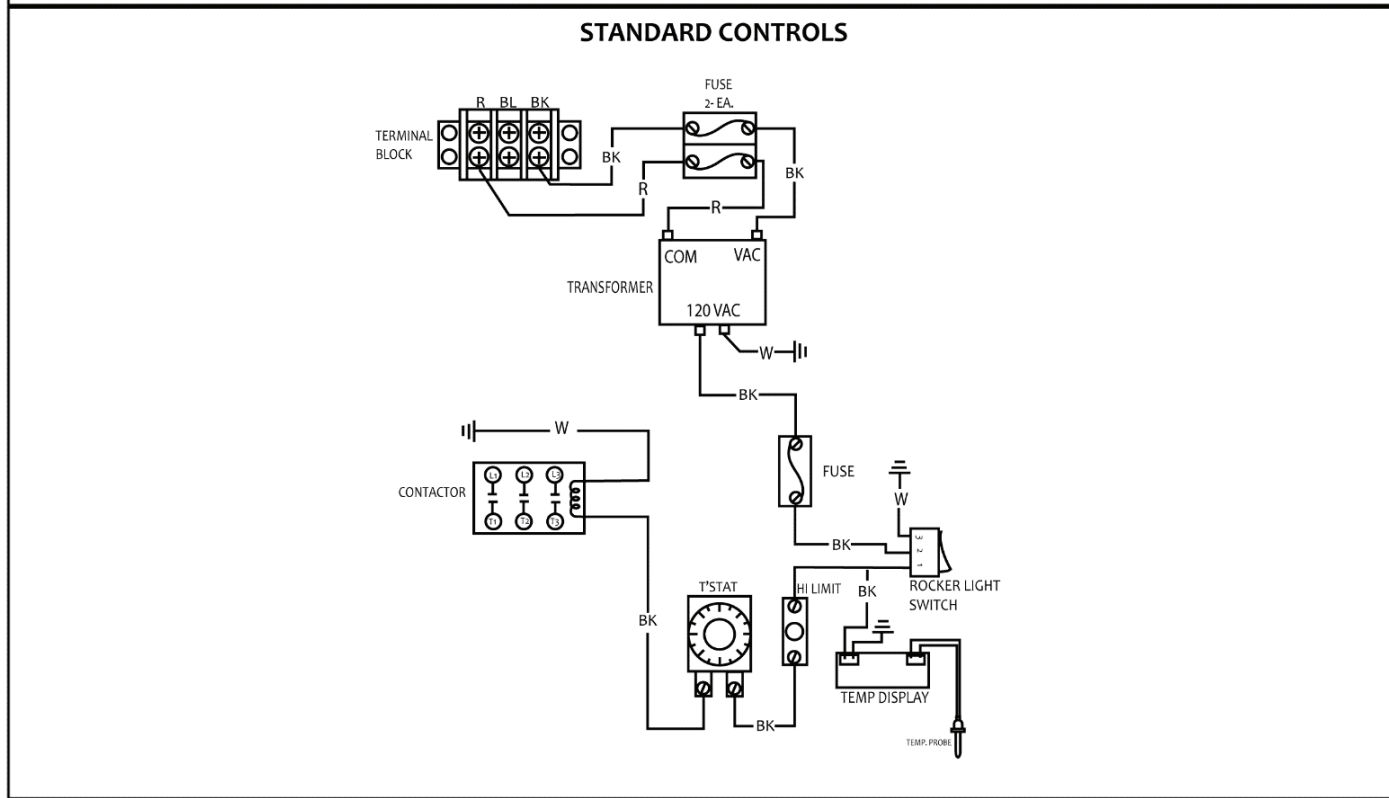 STANDARD CONTROLS
FUSE
2- EA.
R BL BK
TERMINAL
BLOCK
BK
R
BK
R
COM
VAC
TRANSFORMER
120 VAC
W
BK
W
CONTACTOR
L1 L2 L3
T1 T2 T3
FUSE
W
BK
3
2
1
ROCKER LIGHT
SWITCH
T'STAT
HI LIMIT
BK
BK
TEMP DISPLAY
BK
TEMP. PROBE